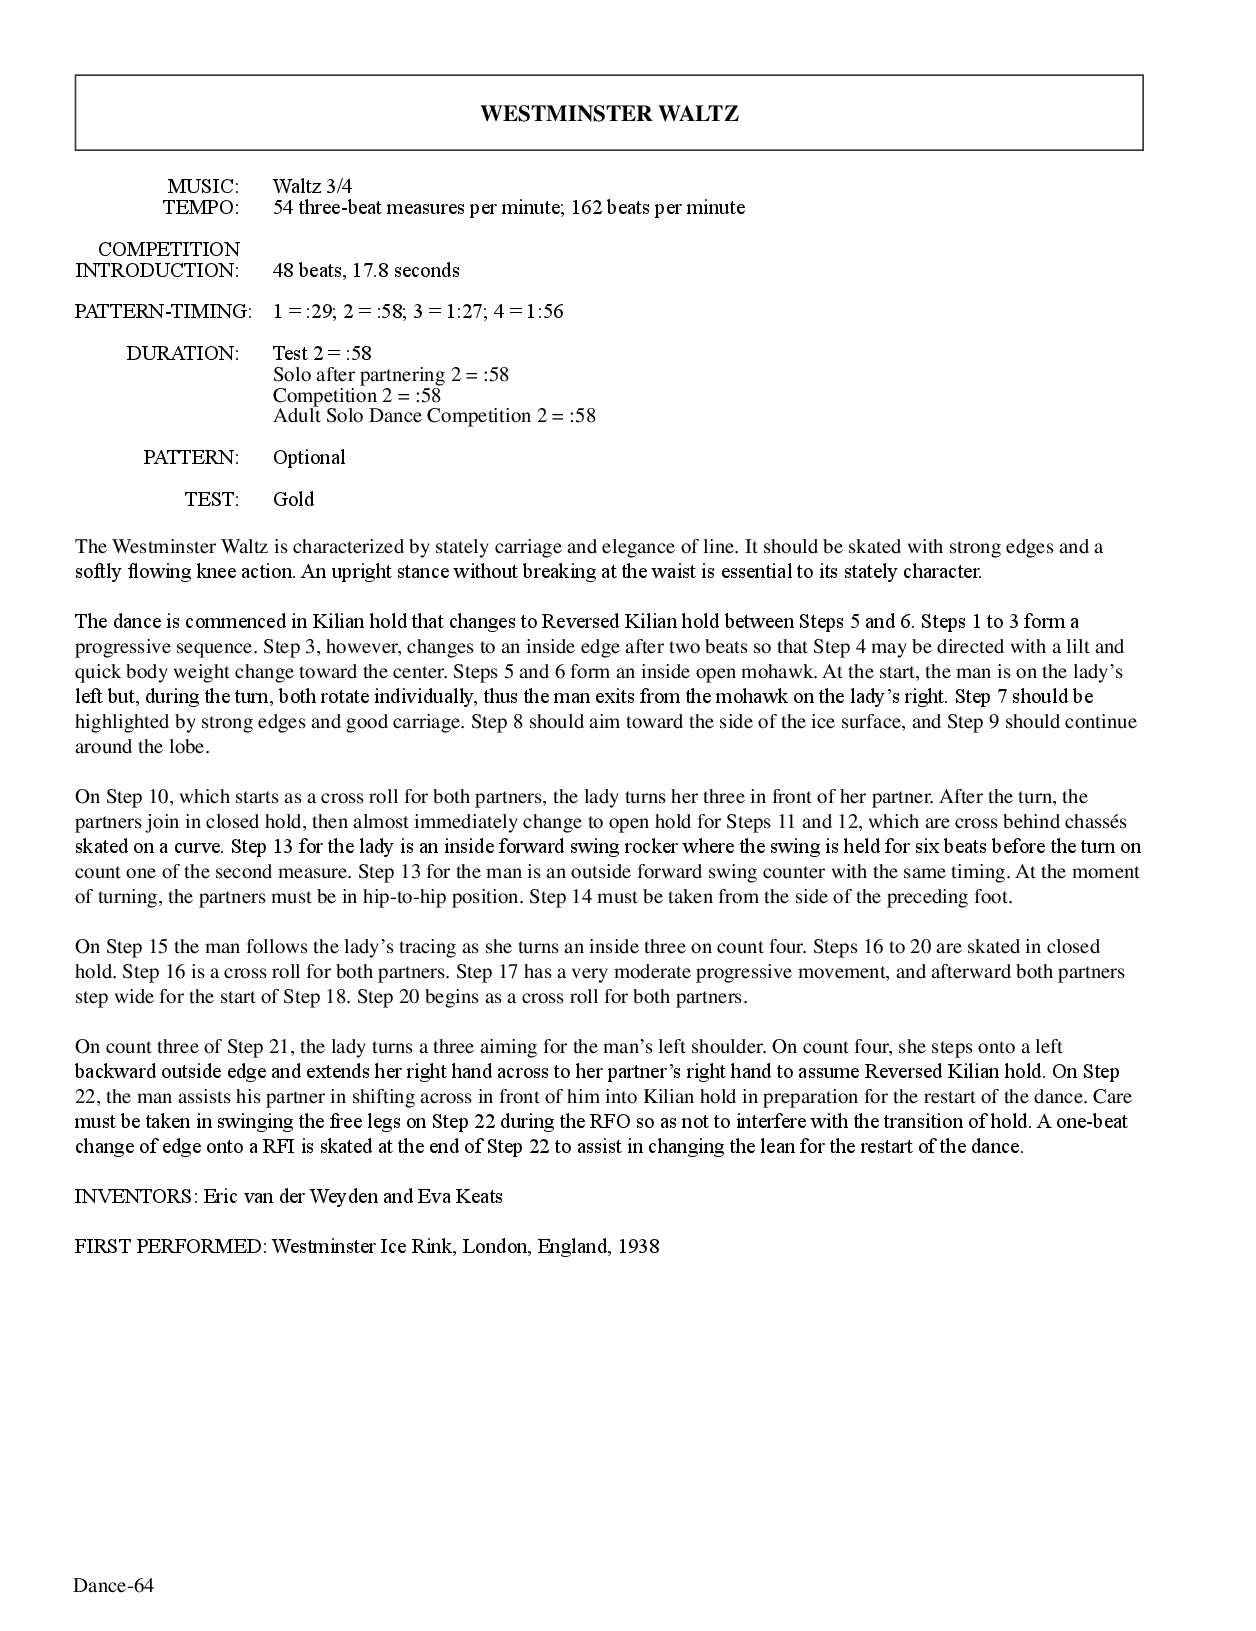 WESTMINSTER WALTZ
MUSIC: Waltz 3/4
TEMPO: 54 three-beat measures per minute; 162 beats per minute
COMPETITION
INTRODUCTION: 48 beats, 17.8 seconds
PATTERN-TIMING: 1 = :29; 2 = :58; 3 = 1:27; 4 = 1:56
DURATION: Test 2 = :58
Solo after partnering 2 = :58
Competition 2 = :58
Adult Solo Dance Competition 2 = :58
PATTERN: Optional
TEST: Gold
The Westminster Waltz is characterized by stately carriage and elegance of line. It should be skated with strong edges and a
softly flowing knee action. An upright stance without breaking at the waist is essential to its stately character.
The dance is commenced in Kilian hold that changes to Reversed Kilian hold between Steps 5 and 6. Steps 1 to 3 form a
progressive sequence. Step 3, however, changes to an inside edge after two beats so that Step 4 may be directed with a lilt and
quick body weight change toward the center. Steps 5 and 6 form an inside open mohawk. At the start, the man is on the lady's
left but, during the turn, both rotate individually, thus the man exits from the mohawk on the lady's right. Step 7 should be
highlighted by strong edges and good carriage. Step 8 should aim toward the side of the ice surface, and Step 9 should continue
around the lobe.
On Step 10, which starts as a cross roll for both partners, the lady turns her three in front of her partner. After the turn, the
partners join in closed hold, then almost immediately change to open hold for Steps 11 and 12, which are cross behind chassés
skated on a curve. Step 13 for the lady is an inside forward swing rocker where the swing is held for six beats before the turn on
count one of the second measure. Step 13 for the man is an outside forward swing counter with the same timing. At the moment
of turning, the partners must be in hip-to-hip position. Step 14 must be taken from the side of the preceding foot.
On Step 15 the man follows the lady's tracing as she turns an inside three on count four. Steps 16 to 20 are skated in closed
hold. Step 16 is a cross roll for both partners. Step 17 has a very moderate progressive movement, and afterward both partners
step wide for the start of Step 18. Step 20 begins as a cross roll for both partners.
On count three of Step 21, the lady turns a three aiming for the man's left shoulder. On count four, she steps onto a left
backward outside edge and extends her right hand across to her partner's right hand to assume Reversed Kilian hold. On Step
22, the man assists his partner in shifting across in front of him into Kilian hold in preparation for the restart of the dance. Care
must be taken in swinging the free legs on Step 22 during the RFO so as not to interfere with the transition of hold. A one-beat
change of edge onto a RFI is skated at the end of Step 22 to assist in changing the lean for the restart of the dance.
INVENTORS: Eric van der Weyden and Eva Keats
FIRST PERFORMED: Westminster Ice Rink, London, England, 1938
Dance-64